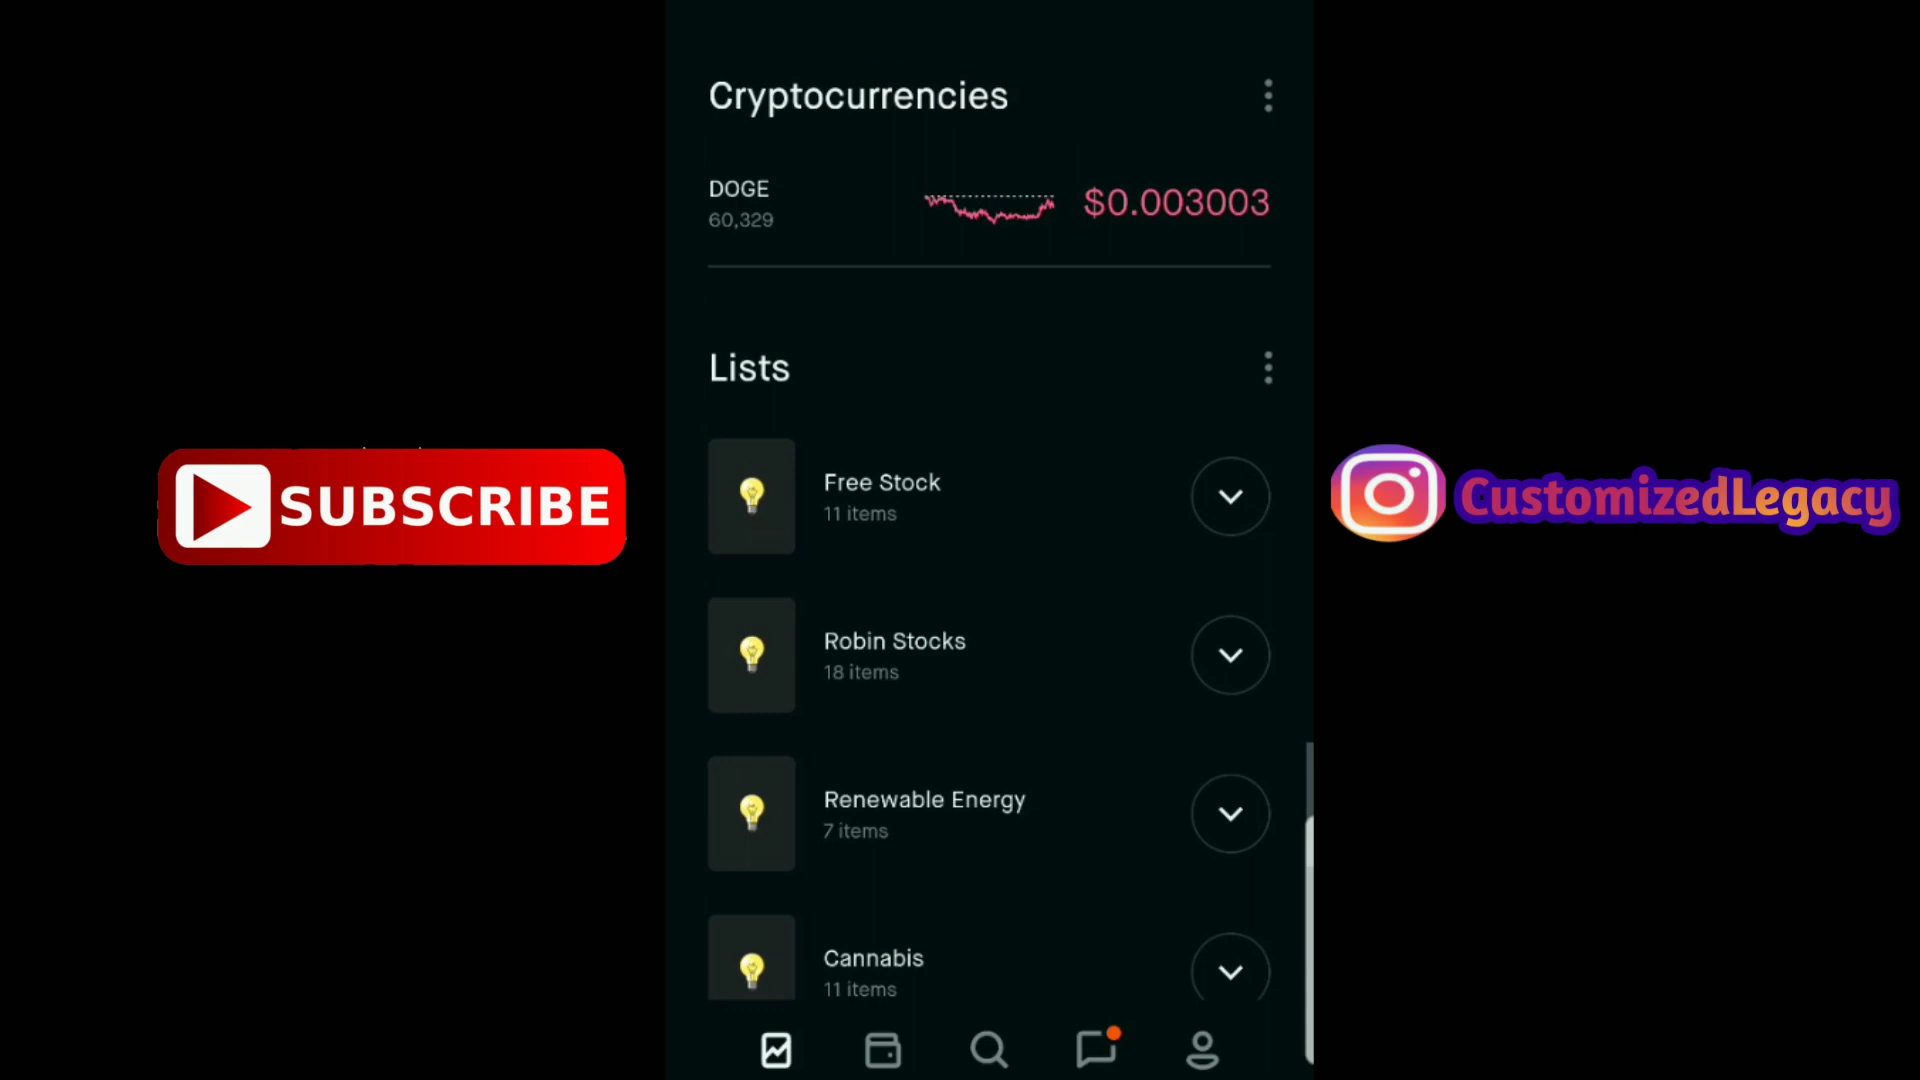 Cryptocurrencies
DOGE
60,329
$0.003003
Lists
Free Stock
11 items
Robin Stocks
18 items
Renewable Energy
7 items
Cannabis
11 items
SUBSCRIBE
CustomizedLegacy